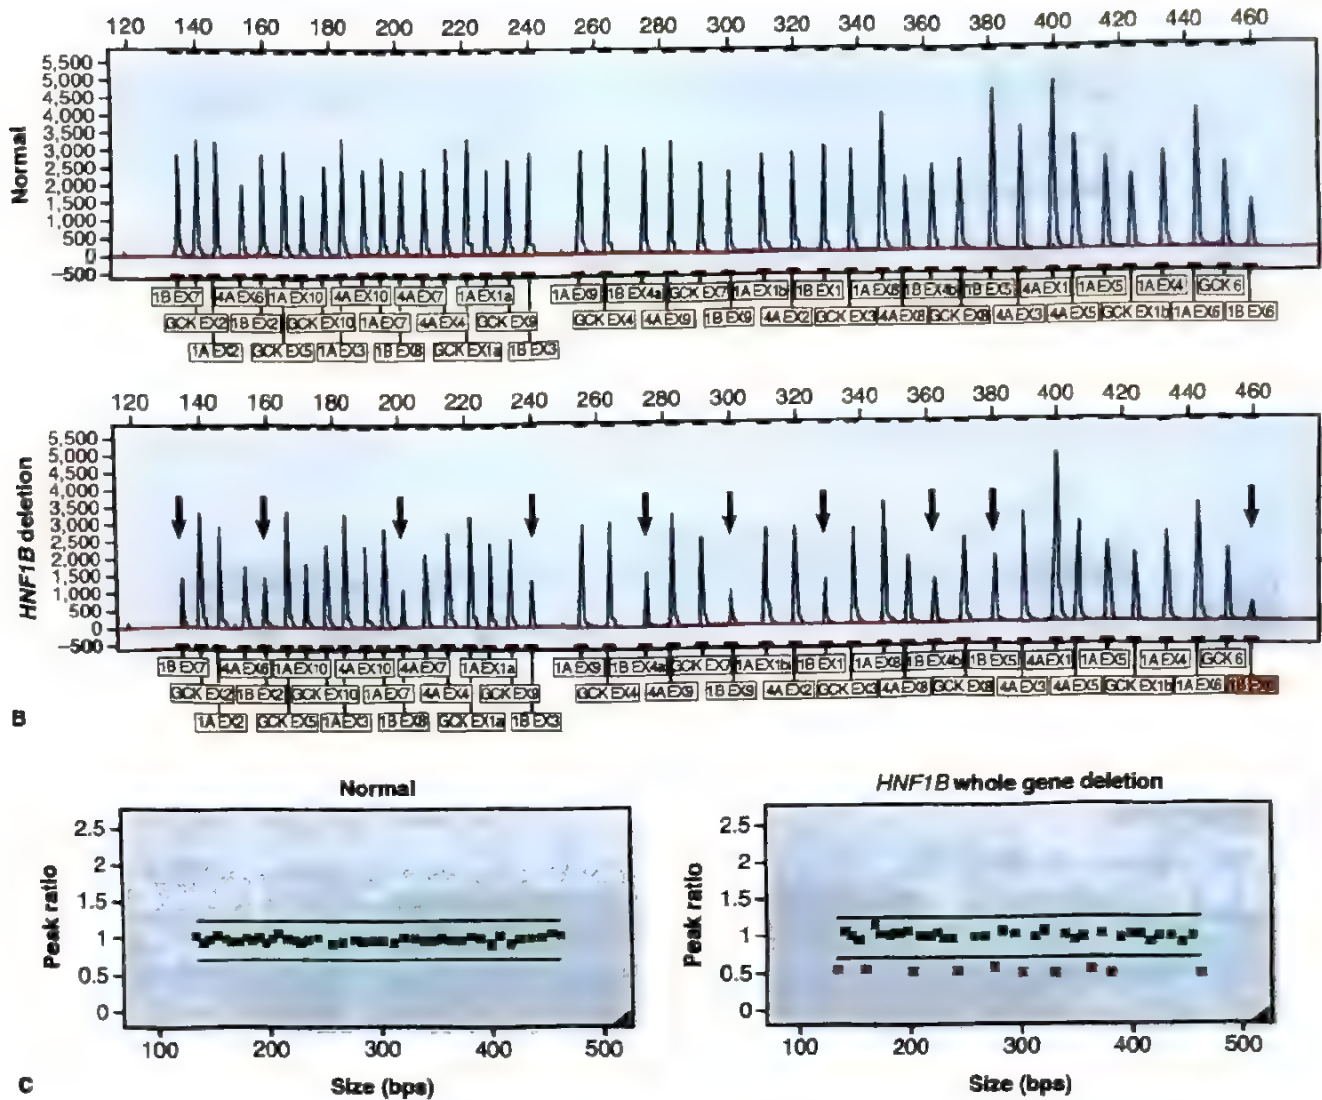 120 140 160 180 200 220 240 260 280 300 320 340 360 380 400 420 440 460
Normal
5,500
5,000
4,500
4,000
3,500
3,000
2,500
2,000
1,500
1,000
500
0
−500
1B EX7 4A EX6 1A EX10 4A EX10 4A EX7 1A EX1a 1A EX9 1B EX4a GCK EX7 1A EX1b 1B EX1 1A EX8 1B EX4b 1B EX5 4A EX1 1A EX5 1A EX4 GCK 6
GCK EX2 1B EX2 GCK EX10 1A EX7 4A EX4 GCK EX9 GCK EX4 4A EX9 1B EX9 4A EX2 GCK EX3 4A EX8 GCK EX8 4A EX3 4A EX5 GCK EX1b 1A EX6 1B EX6
1A EX2 GCK EX5 1A EX3 1B EX8 GCK EX1a 1B EX3
120 140 160 180 200 220 240 260 280 300 320 340 360 380 400 420 440 460
HNF1B deletion
5,500
5,000
4,500
4,000
3,500
3,000
2,500
2,000
1,500
1,000
500
0
−500
1B EX7 4A EX6 1A EX10 4A EX10 4A EX7 1A EX1a 1A EX9 1B EX4a GCK EX7 1A EX1b 1B EX1 1A EX8 1B EX4b 1B EX5 4A EX1 1A EX5 1A EX4 GCK 6
GCK EX2 1B EX2 GCK EX10 1A EX7 4A EX4 GCK EX9 GCK EX4 4A EX9 1B EX9 4A EX2 GCK EX3 4A EX8 GCK EX8 4A EX3 4A EX5 GCK EX1b 1A EX6
1A EX2 GCK EX5 1A EX3 1B EX8 GCK EX1a 1B EX3
B
Normal
Peak ratio
2.5
2
1.5
1
0.5
0
100 200 300 400 500
Size (bps)
HNF1B whole gene deletion
Peak ratio
2.5
2
1.5
1
0.5
0
100 200 300 400 500
Size (bps)
C